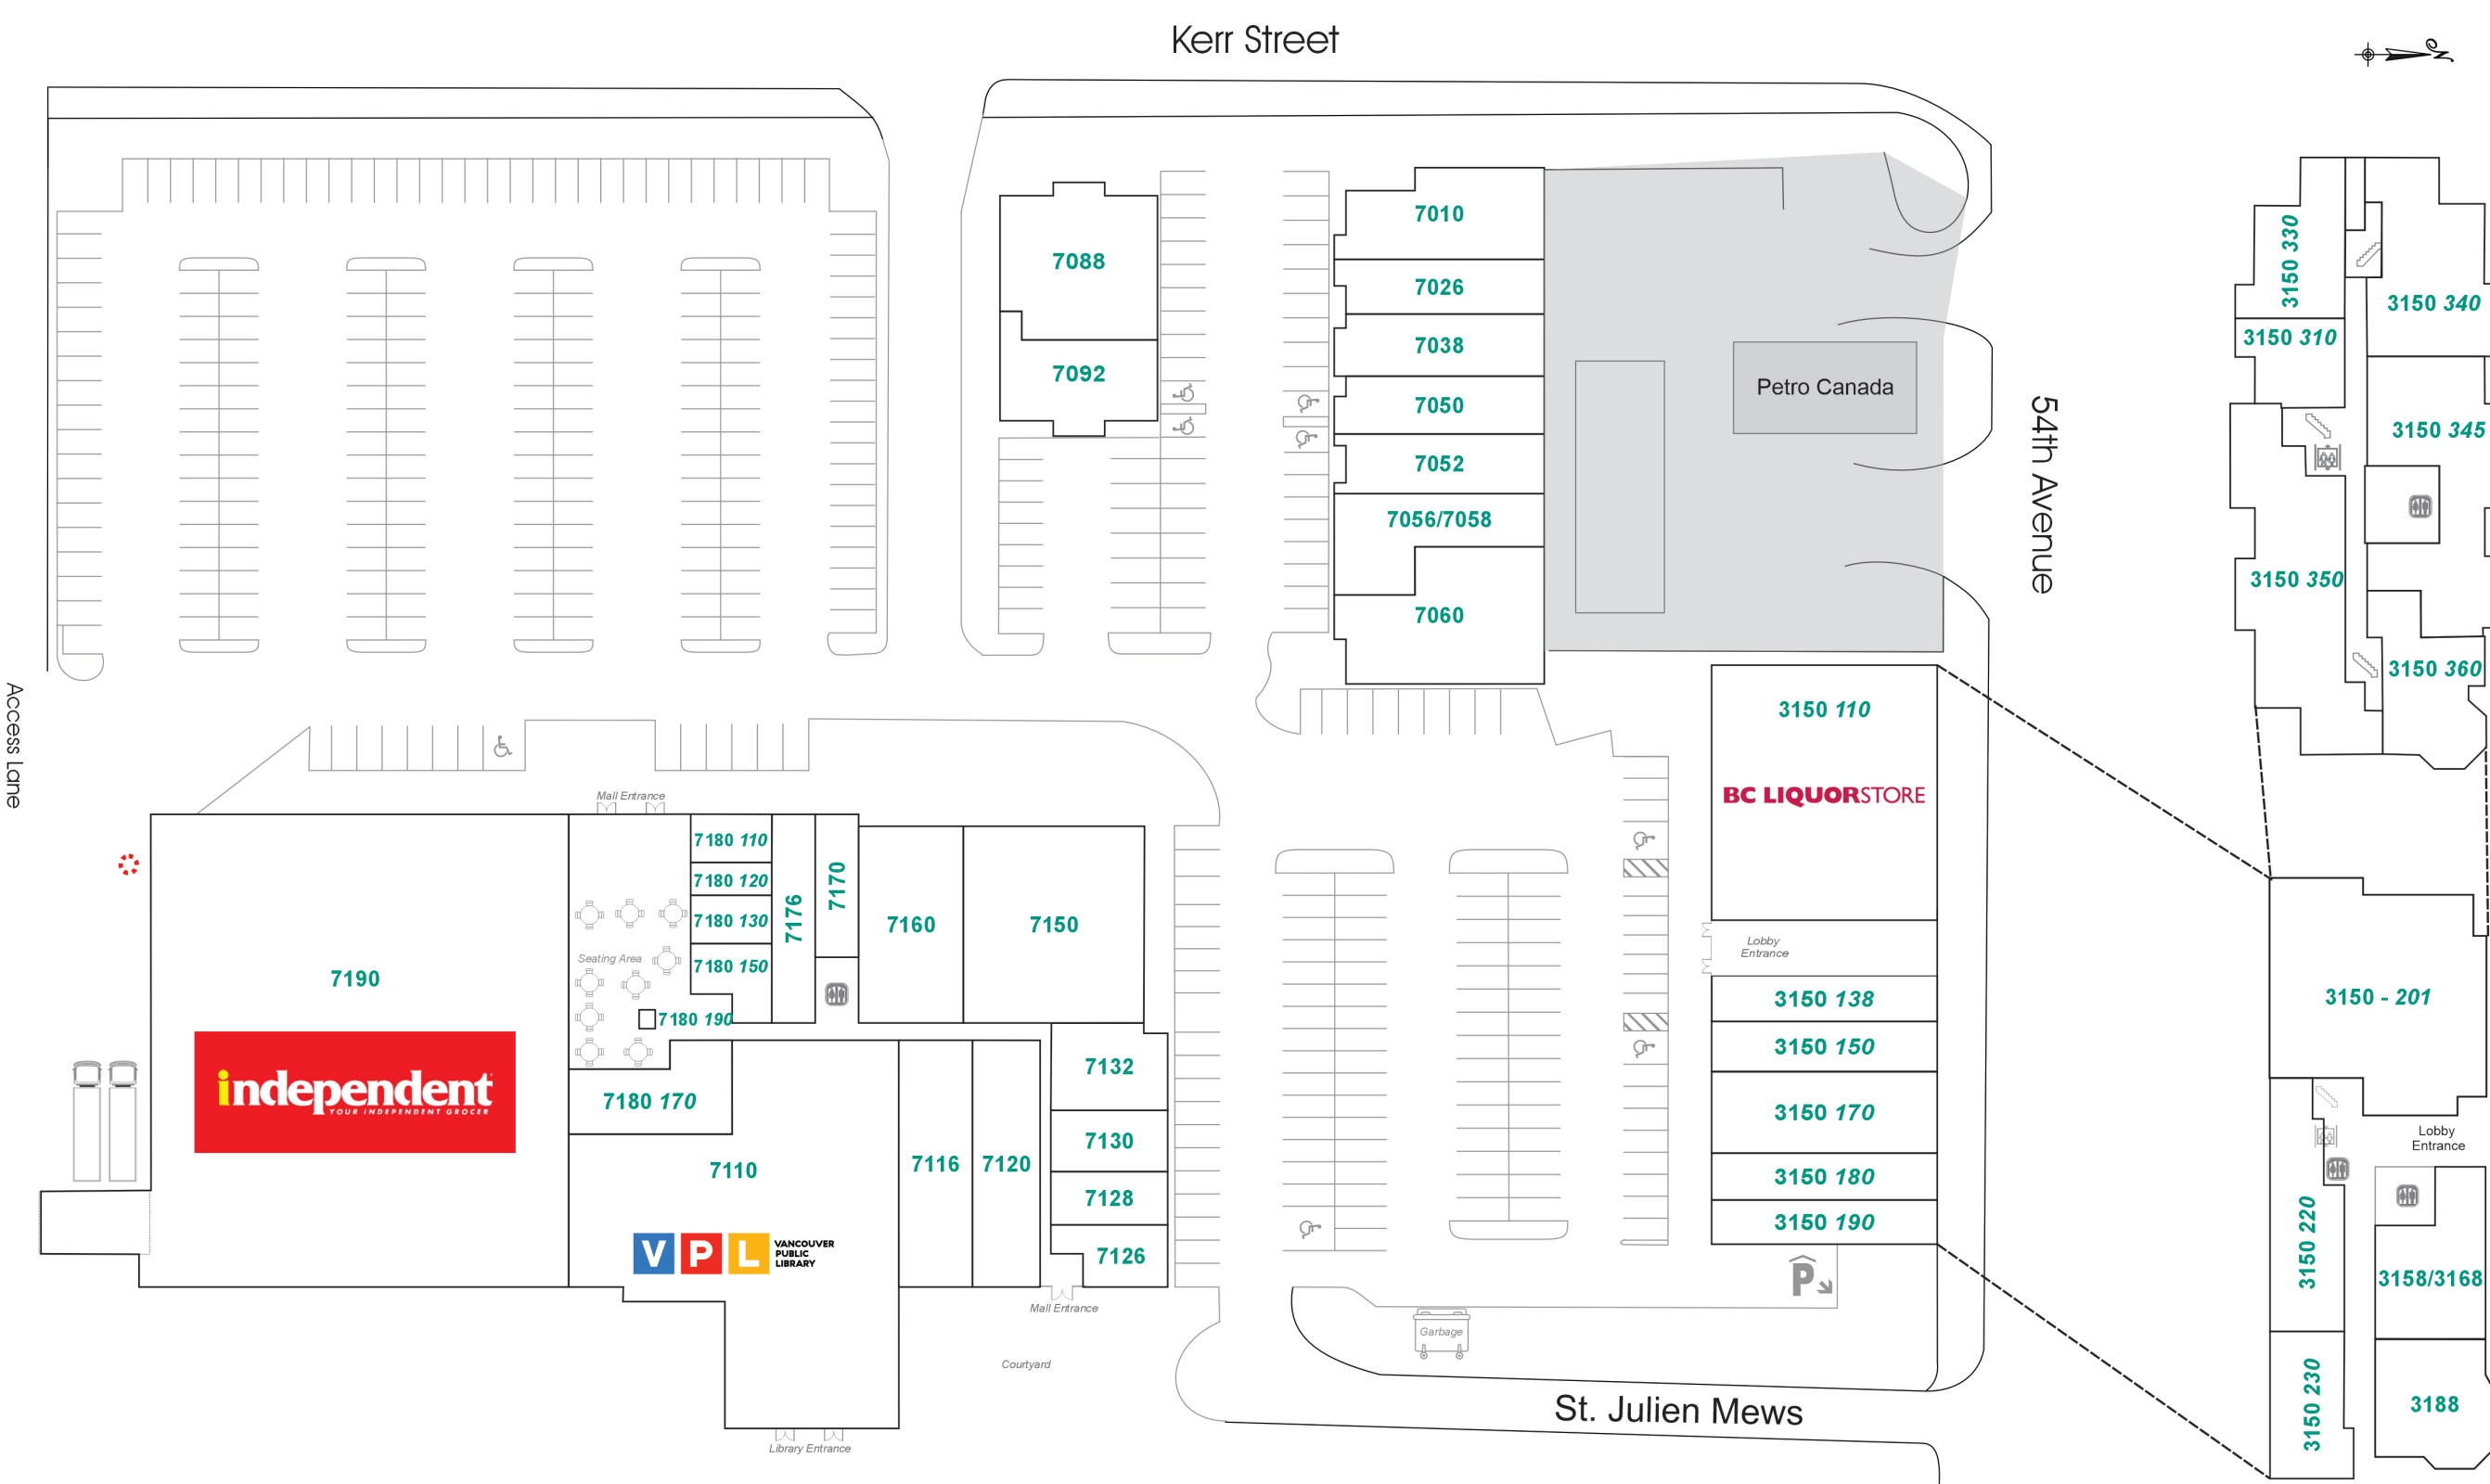 Kerr Street
No
7088
7092
7010
7026
7038
7050
7052
7056/7058
7060
Petro Canada
54th Avenue
3150 330
3150 340
3150 310
3150 345
3150 350
3150 360
Access Lane
Mall Entrance
7190
independent
YOUR INDEPENDENT GROCER
Seating Area
7180 110
7180 120
7180 130
7180 150
7180 190
7180 170
7176
7170
7160
7150
7110
V P L
VANCOUVER
PUBLIC
LIBRARY
7116
7120
7132
7130
7128
7126
Mall Entrance
Courtyard
Library Entrance
3150 110
BC LIQUORSTORE
Lobby
Entrance
3150 138
3150 150
3150 170
3150 180
3150 190
P
Garbage
St. Julien Mews
3150 - 201
Lobby
Entrance
3150 220
3158/3168
3150 230
3188